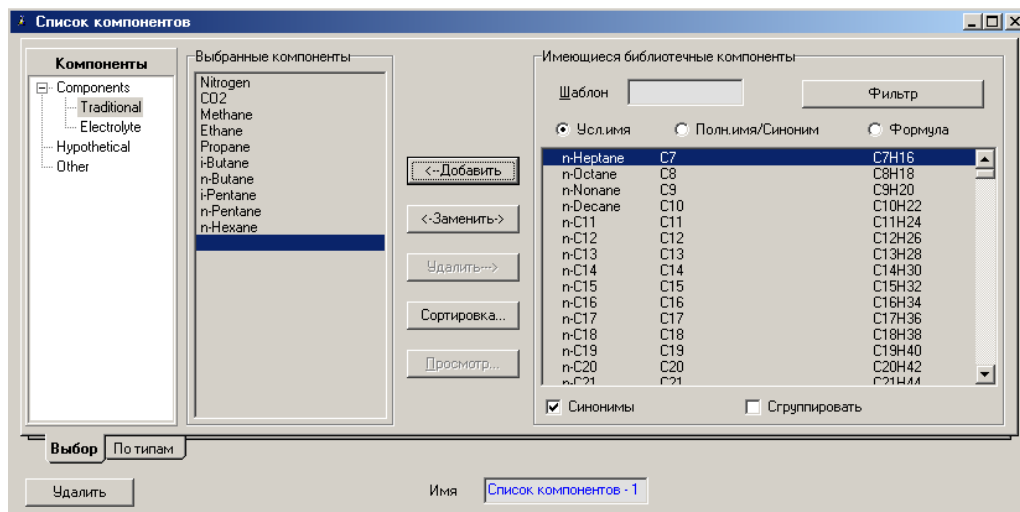 Список компонентов
Компоненты
Components
Traditional
Electrolyte
Hypothetical
Other
Выбранные компоненты
Nitrogen
CO2
Methane
Ethane
Propane
i-Butane
n-Butane
i-Pentane
n-Pentane
n-Hexane
<--Добавить
<-Заменить->
Удалить--->
Сортировка...
Просмотр...
Имеющиеся библиотечные компоненты
Шаблон Фильтр
Усл.имя Полн.имя/Синоним Формула
n-Heptane C7 C7H16
n-Octane C8 C8H18
n-Nonane C9 C9H20
n-Decane C10 C10H22
n-C11 C11 C11H24
n-C12 C12 C12H26
n-C13 C13 C13H28
n-C14 C14 C14H30
n-C15 C15 C15H32
n-C16 C16 C16H34
n-C17 C17 C17H36
n-C18 C18 C18H38
n-C19 C19 C19H40
n-C20 C20 C20H42
n-C21 C21 C21H44
Синонимы Сгруппировать
Выбор По типам
Удалить Имя Список компонентов - 1